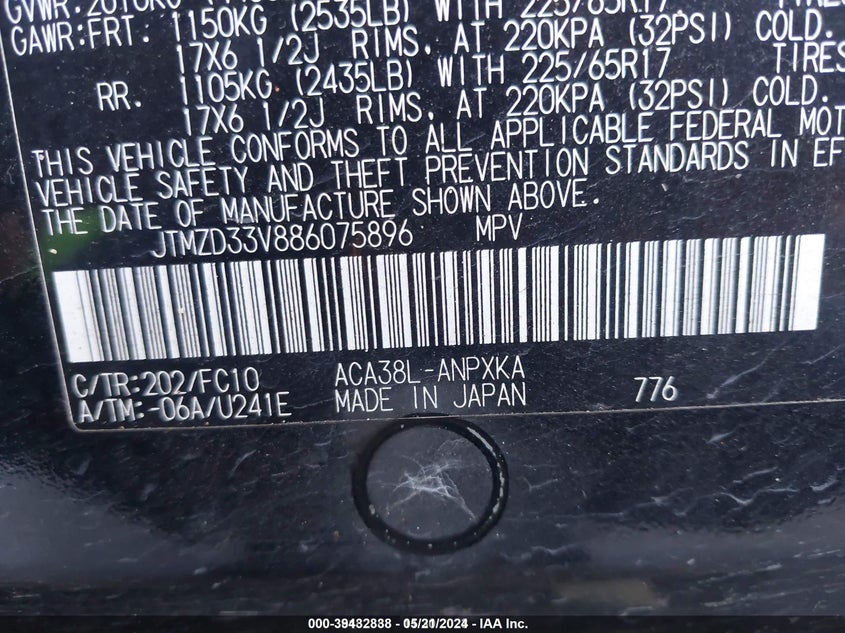 GAWR:FRT. 1150KG (2535LB) WITH 225/65R17 TIRES
17X6 1/2J RIMS, AT 220KPA (32PSI) COLD.
RR. 1105KG (2435LB) WITH 225/65R17 TIRES
17X6 1/2J RIMS, AT 220KPA (32PSI) COLD.
THIS VEHICLE CONFORMS TO ALL APPLICABLE FEDERAL MOT
VEHICLE SAFETY AND THEFT PREVENTION STANDARDS IN EF
THE DATE OF MANUFACTURE SHOWN ABOVE.
JTMZD33V886075896 MPV
C/TR:202/FC10 ACA38L-ANPXKA
A/TM:-06A/U241E MADE IN JAPAN 776
000-39432838 - 05/21/2024 - IAA Inc.